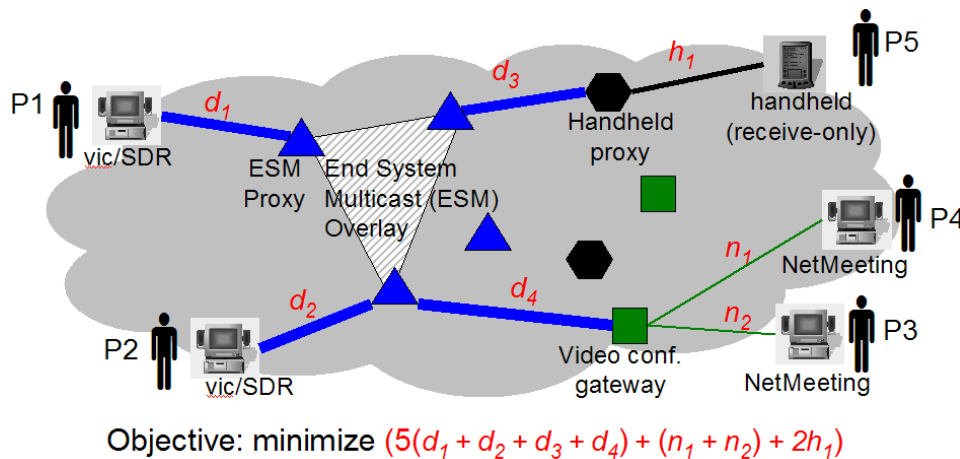 P5
h1
d3
P1
d1
handheld
(receive-only)
Handheld
proxy
vic/SDR
ESM
Proxy
End System
Multicast (ESM)
Overlay
P4
n1
NetMeeting
d2
d4
n2
P3
P2
Video conf.
gateway
NetMeeting
vic/SDR
Objective: minimize (5(d1 + d2 + d3 + d4) + (n1 + n2) + 2h1)